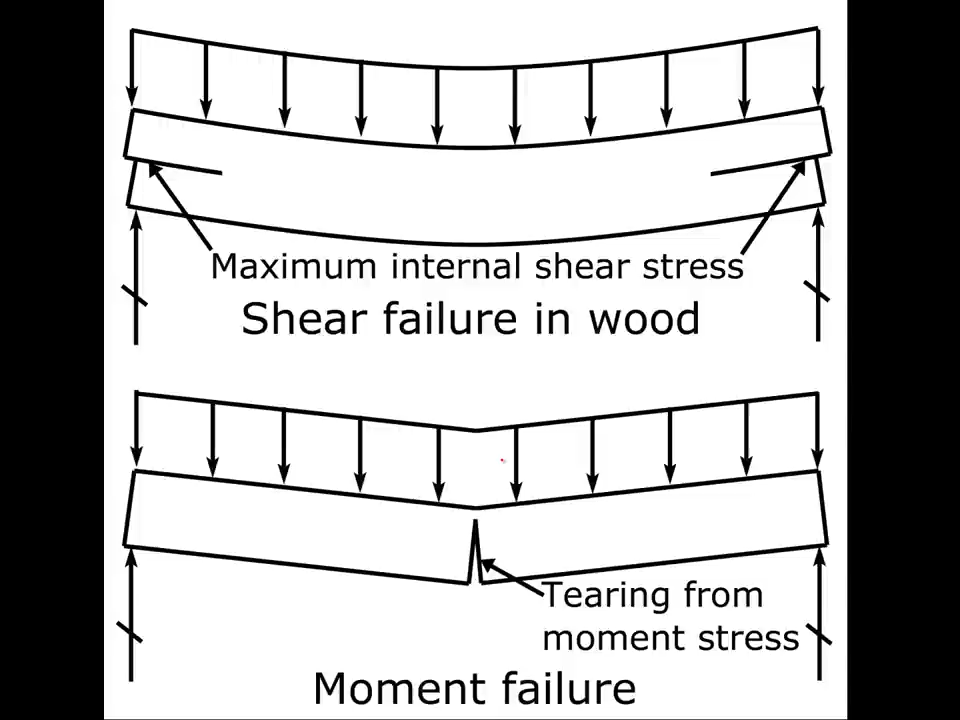 Maximum internal shear stress
Shear failure in wood
Tearing from
moment stress
Moment failure